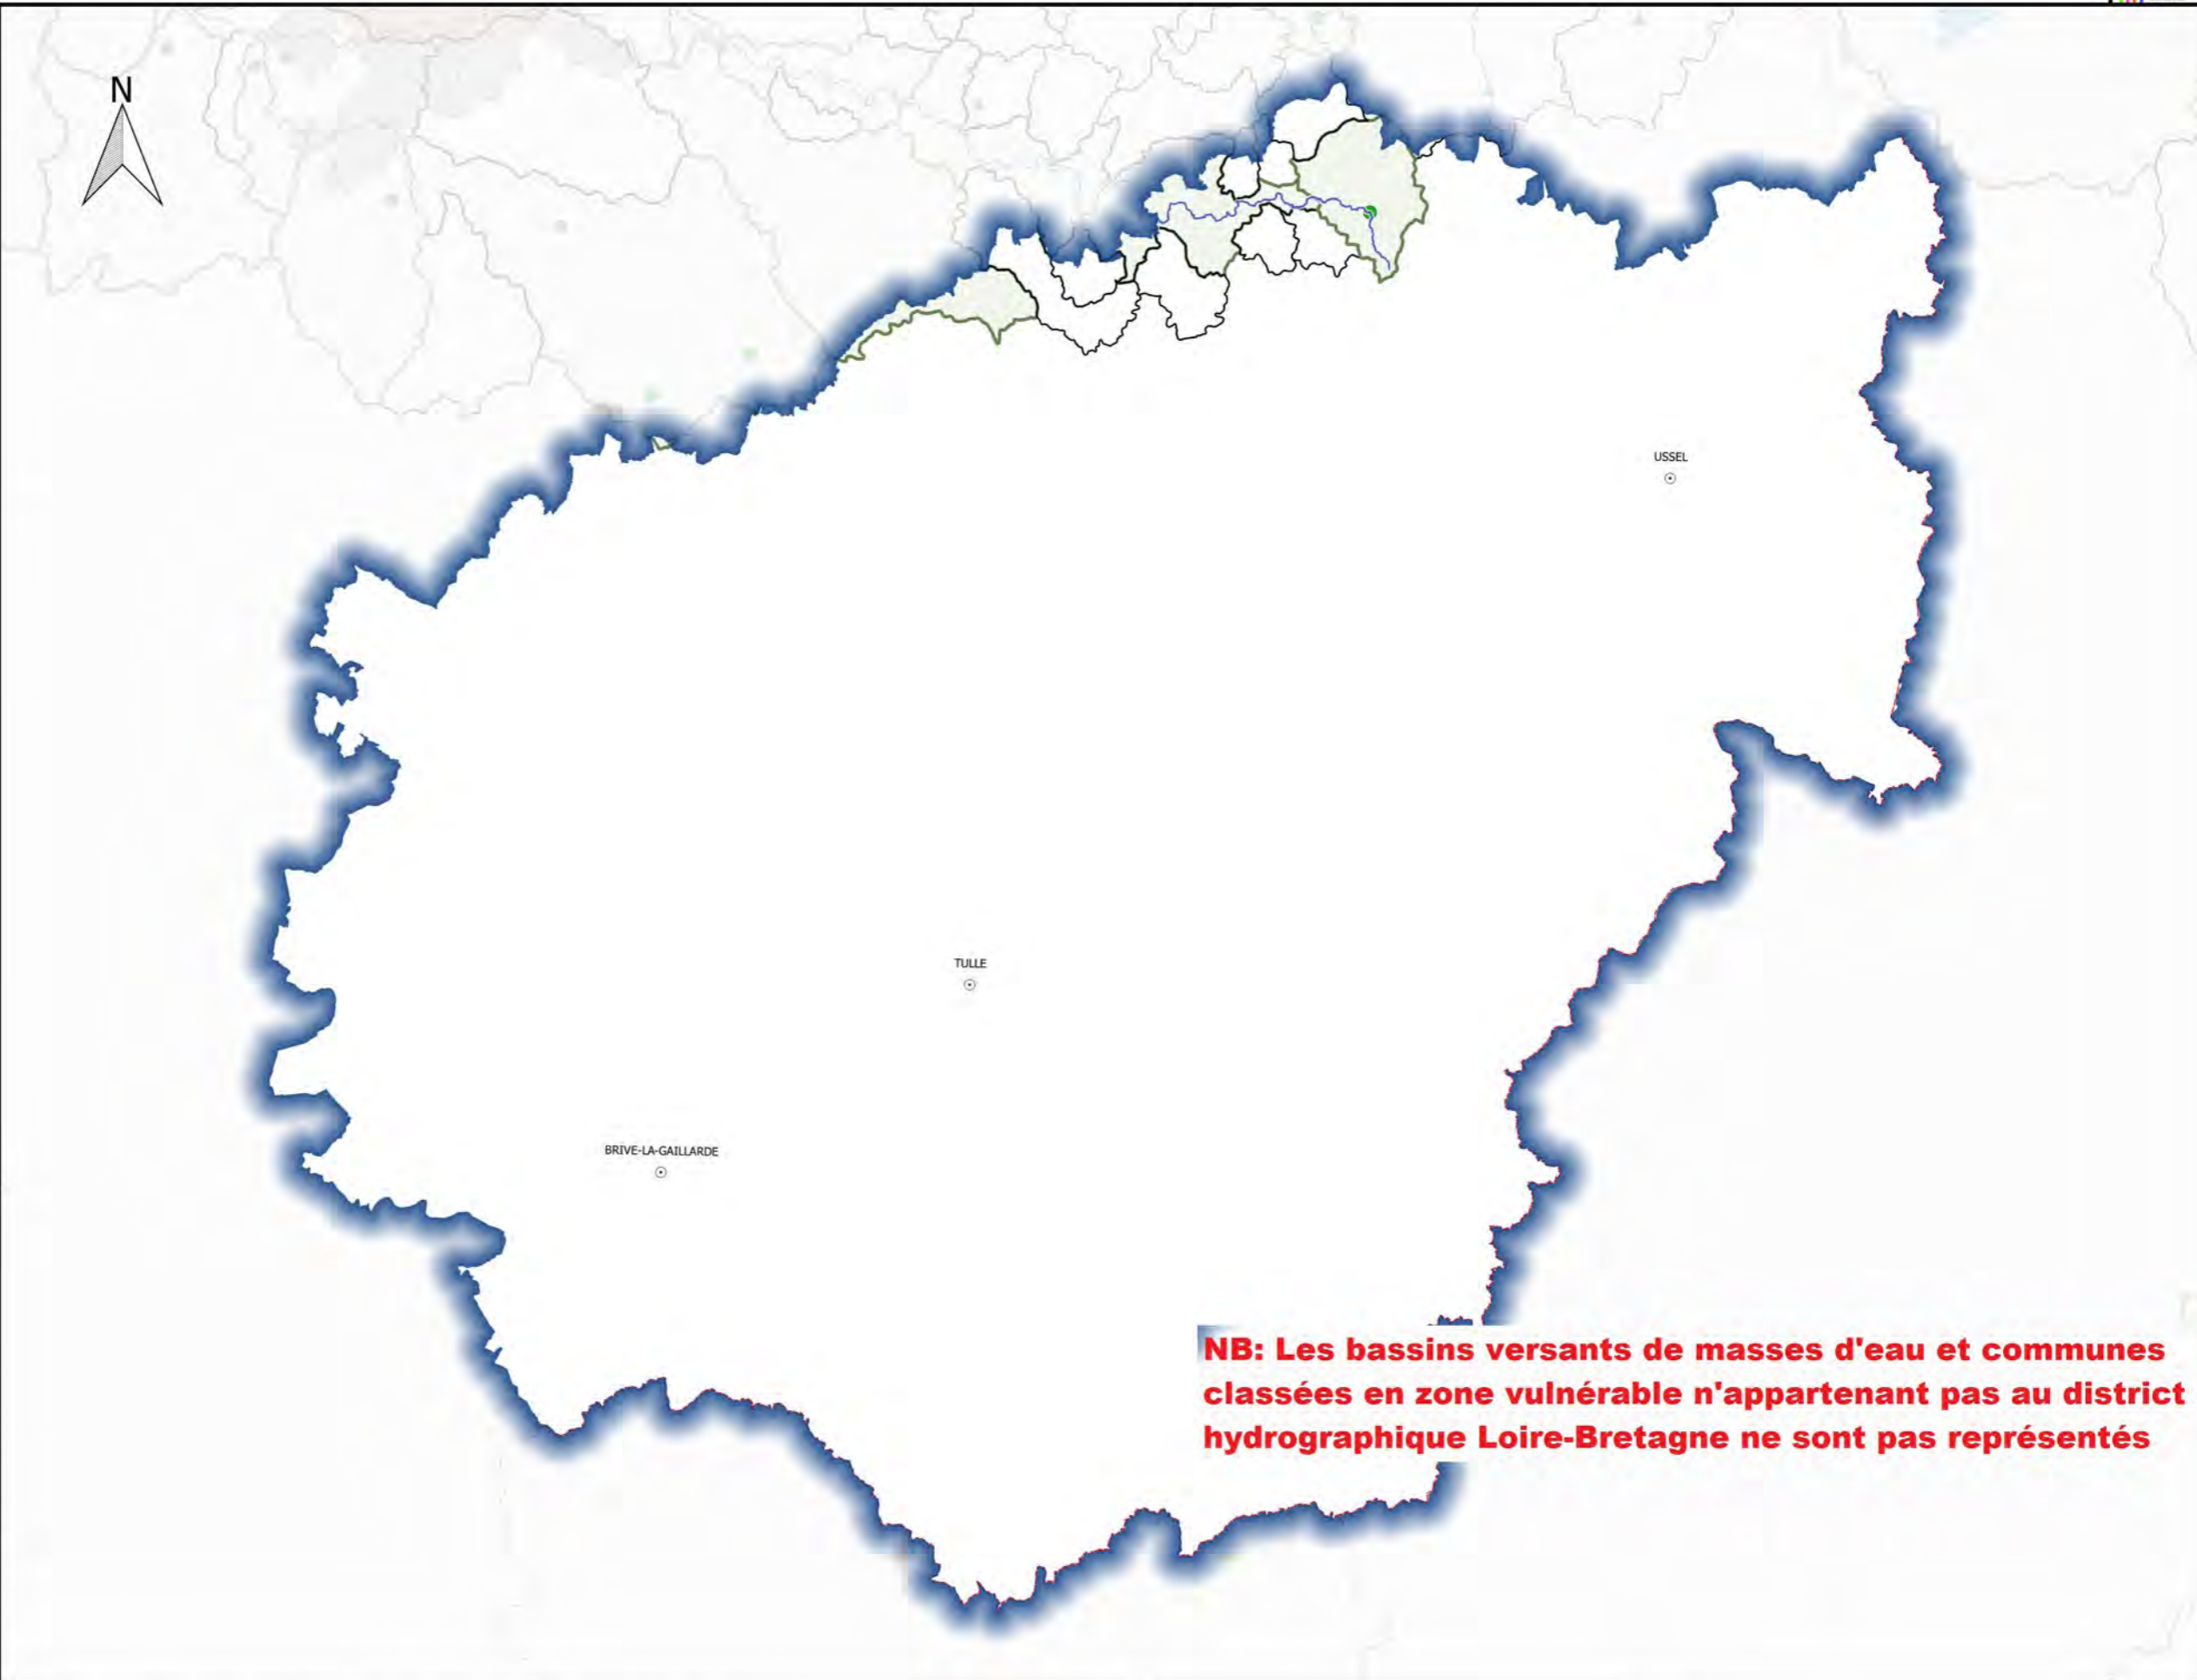 N
USSEL
TULLE
BRIVE-LA-GAILLARDE
NB: Les bassins versants de masses d'eau et communes
classées en zone vulnérable n'appartenant pas au district
hydrographique Loire-Bretagne ne sont pas représentés